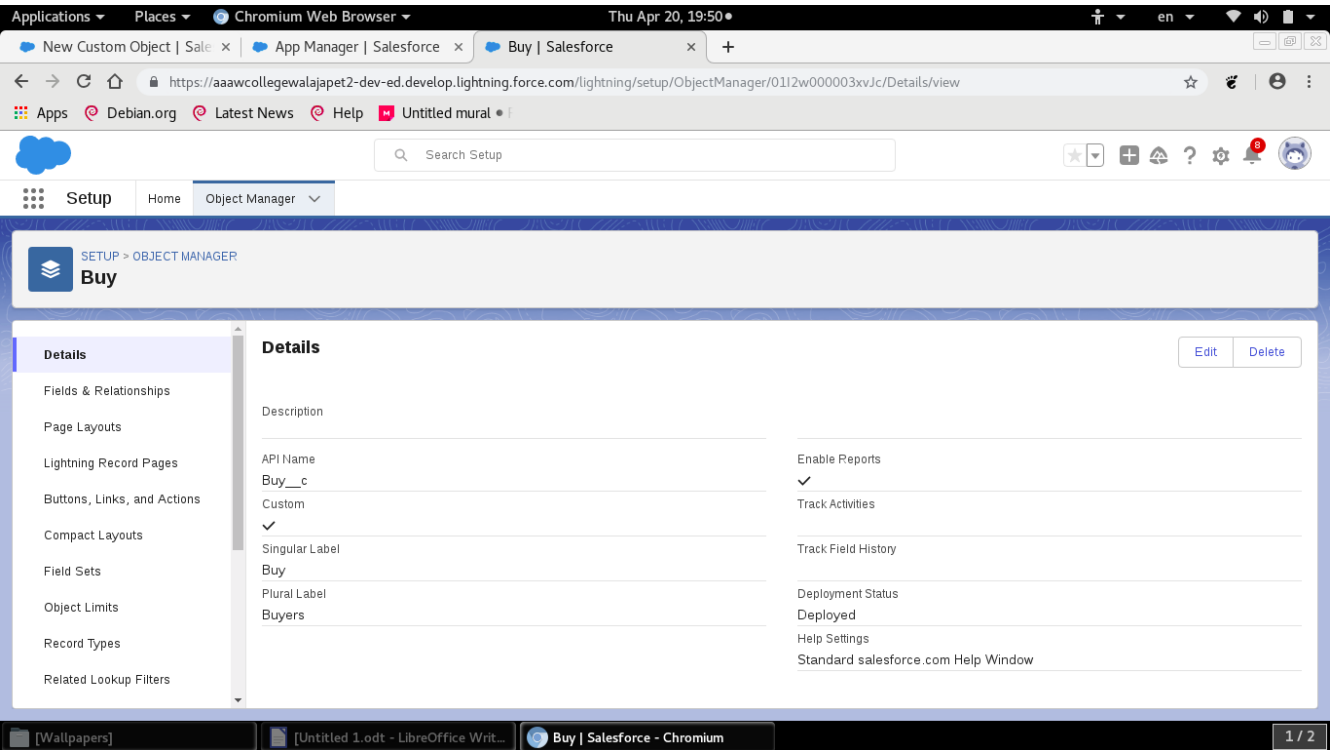 Applications Places Chromium Web Browser Thu Apr 20, 19:50 en
New Custom Object | Sale App Manager | Salesforce Buy | Salesforce
https://aaawcollegewalajapet2-dev-ed.develop.lightning.force.com/lightning/setup/ObjectManager/01I2w000003xvJc/Details/view
Apps Debian.org Latest News Help Untitled mural
Search Setup
8
Setup Home Object Manager
SETUP > OBJECT MANAGER
Buy
Details
Fields & Relationships
Page Layouts
Lightning Record Pages
Buttons, Links, and Actions
Compact Layouts
Field Sets
Object Limits
Record Types
Related Lookup Filters
Details
Edit Delete
Description
API Name
Buy__c
Custom
Singular Label
Buy
Plural Label
Buyers
Enable Reports
Track Activities
Track Field History
Deployment Status
Deployed
Help Settings
Standard salesforce.com Help Window
[Wallpapers] [Untitled 1.odt - LibreOffice Writ... Buy | Salesforce - Chromium 1 / 2